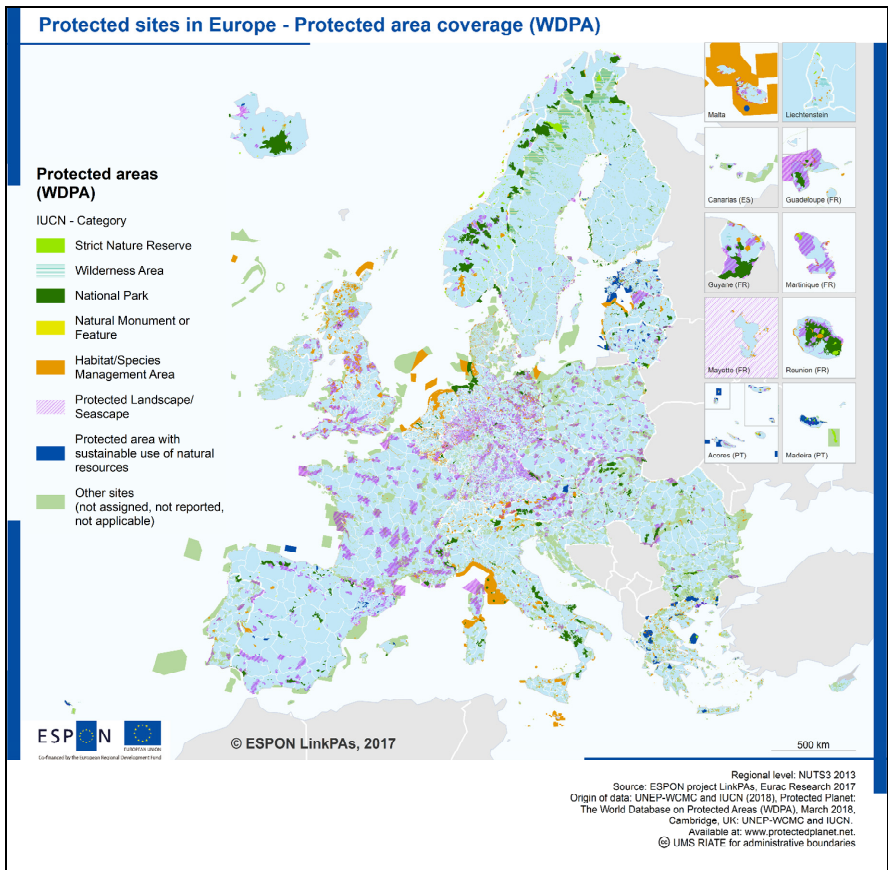 Protected sites in Europe - Protected area coverage (WDPA)
Malta
Liechtenstein
Canarias (ES)
Guadeloupe (FR)
Guyane (FR)
Martinique (FR)
Mayotte (FR)
Reunion (FR)
Acores (PT)
Madeira (PT)
Protected areas
(WDPA)
IUCN - Category
Strict Nature Reserve
Wilderness Area
National Park
Natural Monument or
Feature
Habitat/Species
Management Area
Protected Landscape/
Seascape
Protected area with
sustainable use of natural
resources
Other sites
(not assigned, not reported,
not applicable)
ESPON
EUROPEAN UNION
Co-financed by the European Regional Development Fund
© ESPON LinkPAs, 2017
500 km
Regional level: NUTS3 2013
Source: ESPON project LinkPAs, Eurac Research 2017
Origin of data: UNEP-WCMC and IUCN (2018), Protected Planet:
The World Database on Protected Areas (WDPA), March 2018,
Cambridge, UK: UNEP-WCMC and IUCN.
Available at: www.protectedplanet.net.
(cc) UMS RIATE for administrative boundaries